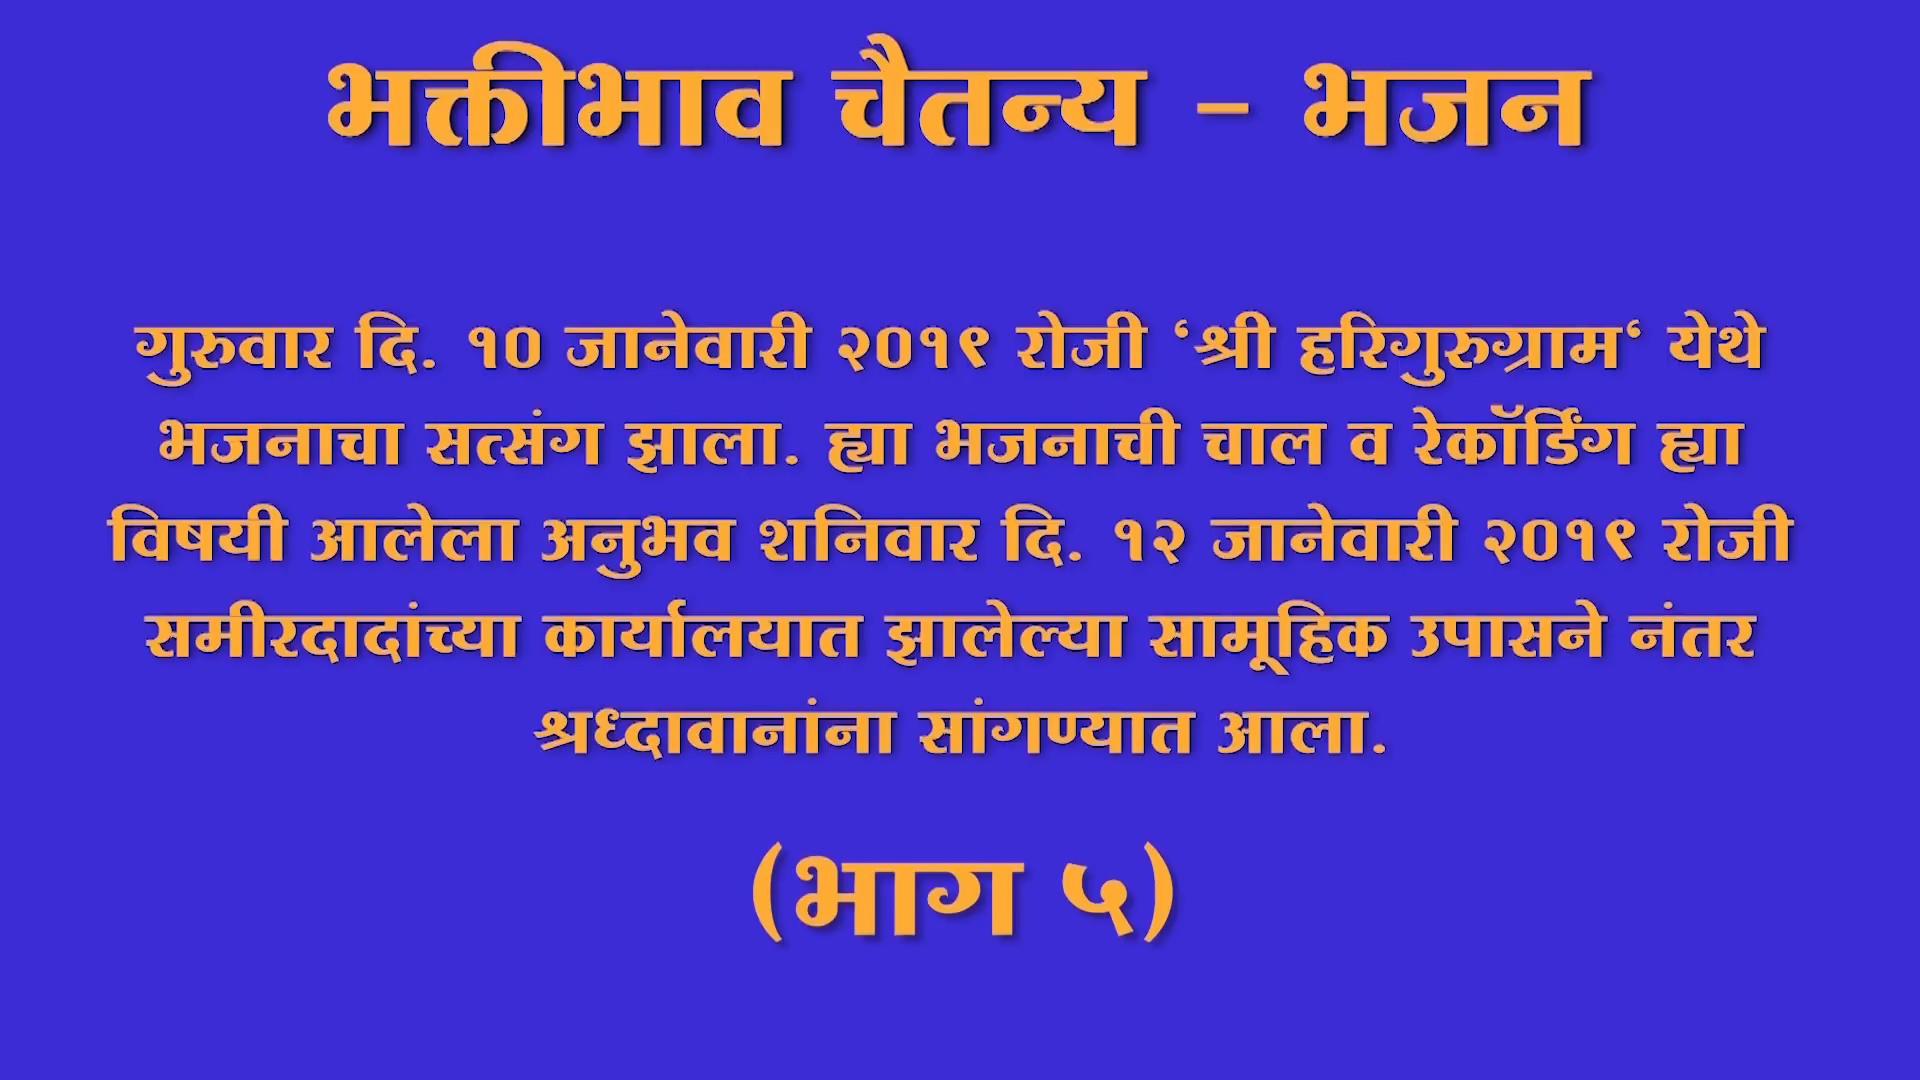 भक्तीभाव चैतन्य - भजन
गुरुवार दि. १० जानेवारी २०१९ रोजी ‘श्री हरिगुरुग्राम‘ येथे
भजनाचा सत्संग झाला. ह्या भजनाची चाल व रेकॉर्डिंग ह्या
विषयी आलेला अनुभव शनिवार दि. १२ जानेवारी २०१९ रोजी
समीरदादांच्या कार्यालयात झालेल्या सामूहिक उपासने नंतर
श्रध्दावानांना सांगण्यात आला.
(भाग ५)